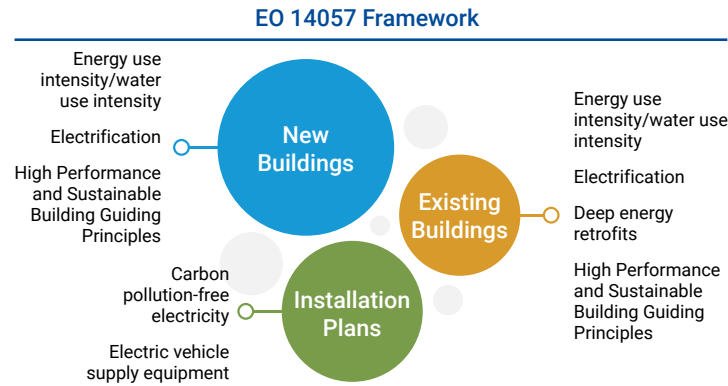 EO 14057 Framework
Energy use
intensity/water
use intensity
Electrification
High Performance
and Sustainable
Building Guiding
Principles
New
Buildings
Existing
Buildings
Energy use
intensity/water use
intensity
Electrification
Deep energy
retrofits
High Performance
and Sustainable
Building Guiding
Principles
Carbon
pollution-free
electricity
Electric vehicle
supply equipment
Installation
Plans